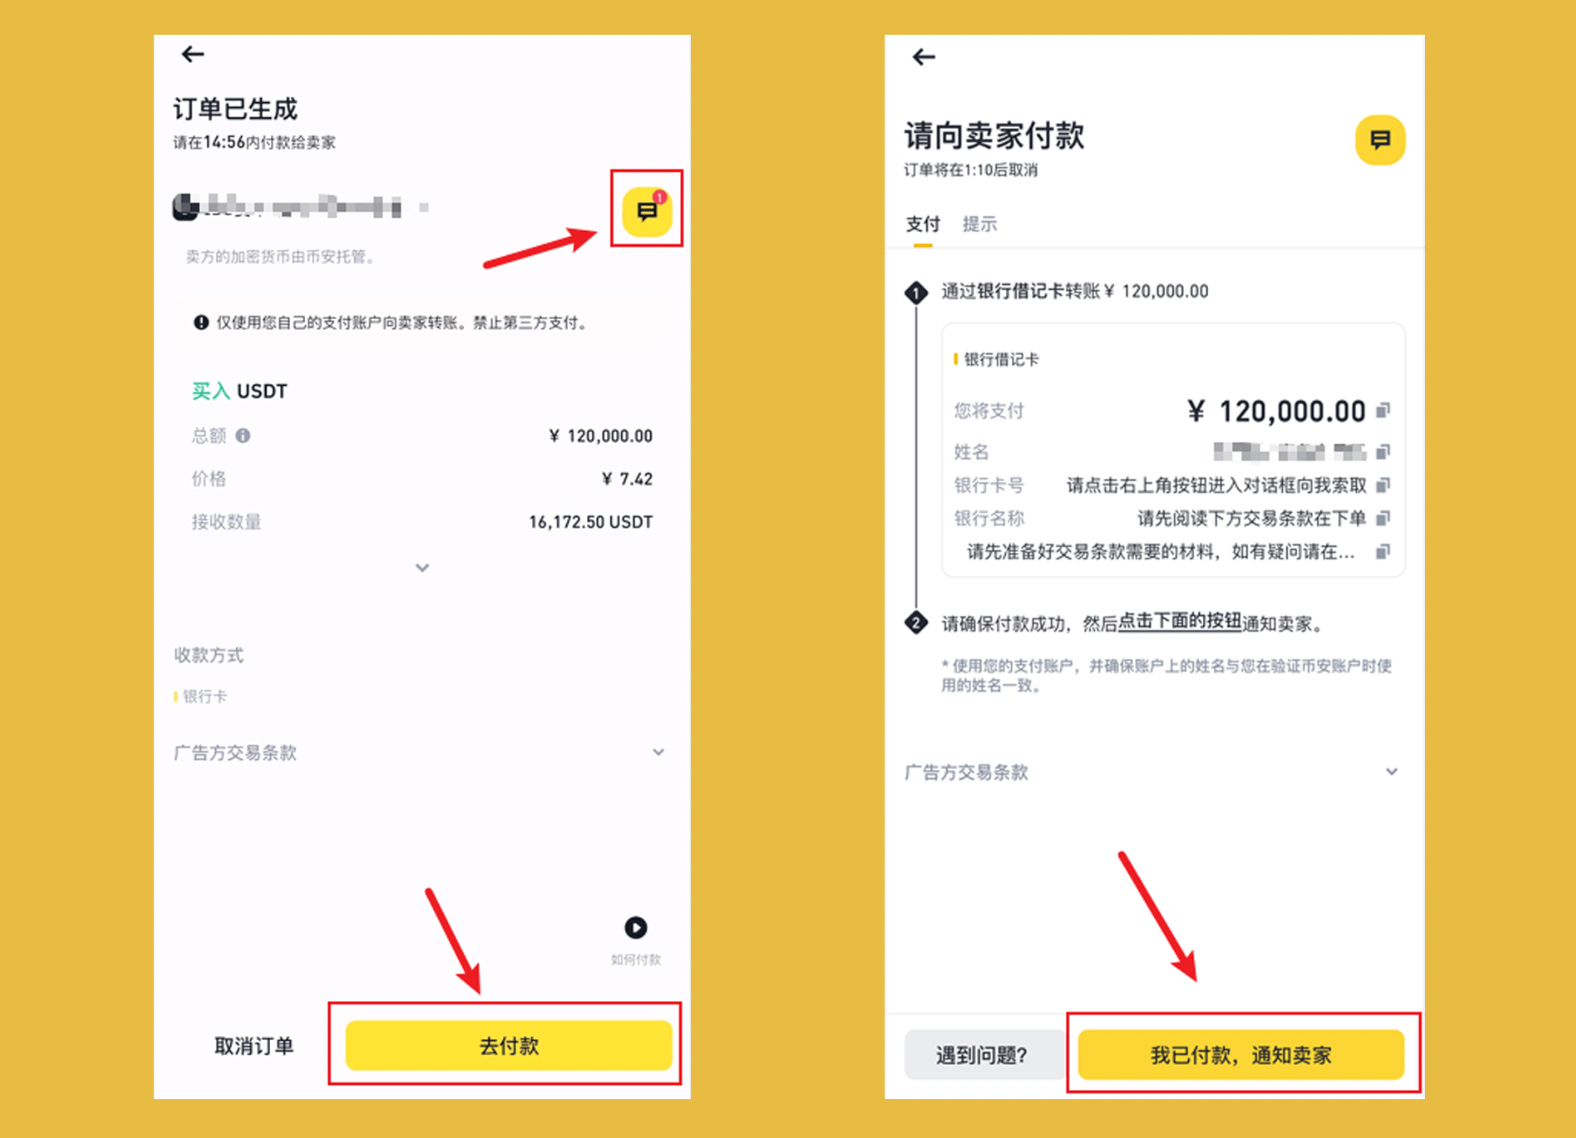 订单已生成
请在14:56内付款给卖家
1
卖方的加密货币由币安托管。
仅使用您自己的支付账户向卖家转账。禁止第三方支付。
买入 USDT
总额
¥ 120,000.00
价格
¥ 7.42
接收数量
16,172.50 USDT
收款方式
银行卡
广告方交易条款
如何付款
取消订单
去付款
请向卖家付款
订单将在1:10后取消
支付 提示
1 通过银行借记卡转账¥ 120,000.00
银行借记卡
您将支付
¥ 120,000.00
姓名
银行卡号
请点击右上角按钮进入对话框向我索取
银行名称
请先阅读下方交易条款在下单
请先准备好交易条款需要的材料，如有疑问请在...
2 请确保付款成功，然后点击下面的按钮通知卖家。
* 使用您的支付账户，并确保账户上的姓名与您在验证币安账户时使
用的姓名一致。
广告方交易条款
遇到问题?
我已付款，通知卖家